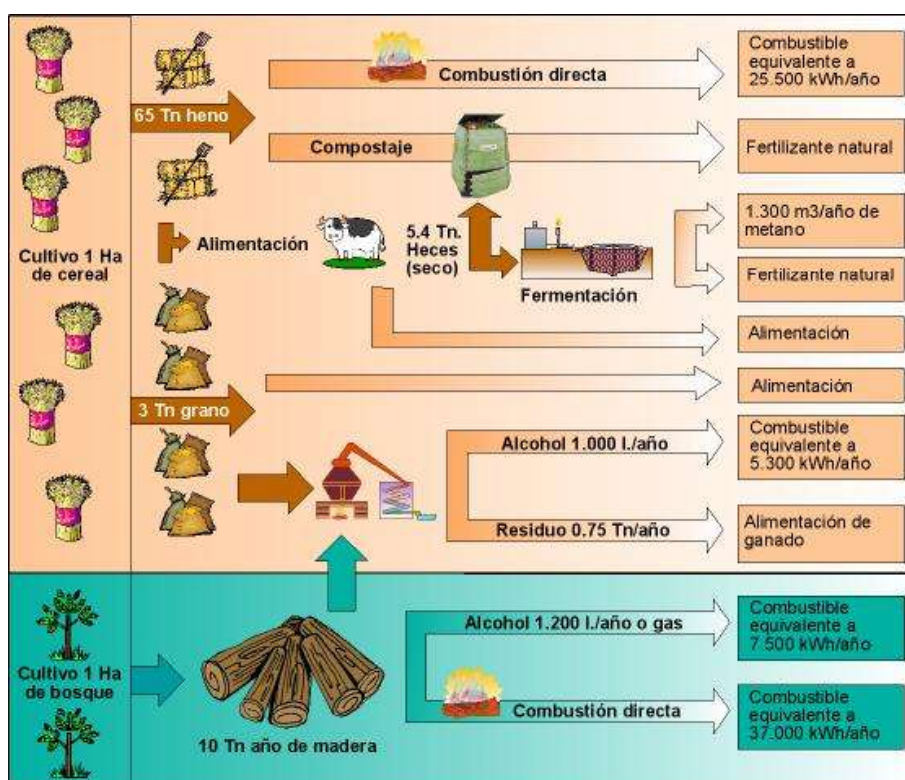 Combustión directa
Combustible
equivalente a
25.500 kWh/año
65 Tn heno
Compostaje
Fertilizante natural
1.300 m3/año de
metano
Alimentación
5.4 Tn.
Heces
(seco)
Cultivo 1 Ha
de cereal
Fermentación
Fertilizante natural
Alimentación
Alimentación
3 Tn grano
Alcohol 1.000 l./año
Combustible
equivalente a
5.300 kWh/año
Residuo 0.75 Tn/año
Alimentación de
ganado
Alcohol 1.200 l./año o gas
Combustible
equivalente a
7.500 kWh/año
Cultivo 1 Ha
de bosque
Combustión directa
Combustible
equivalente a
37.000 kWh/año
10 Tn año de madera